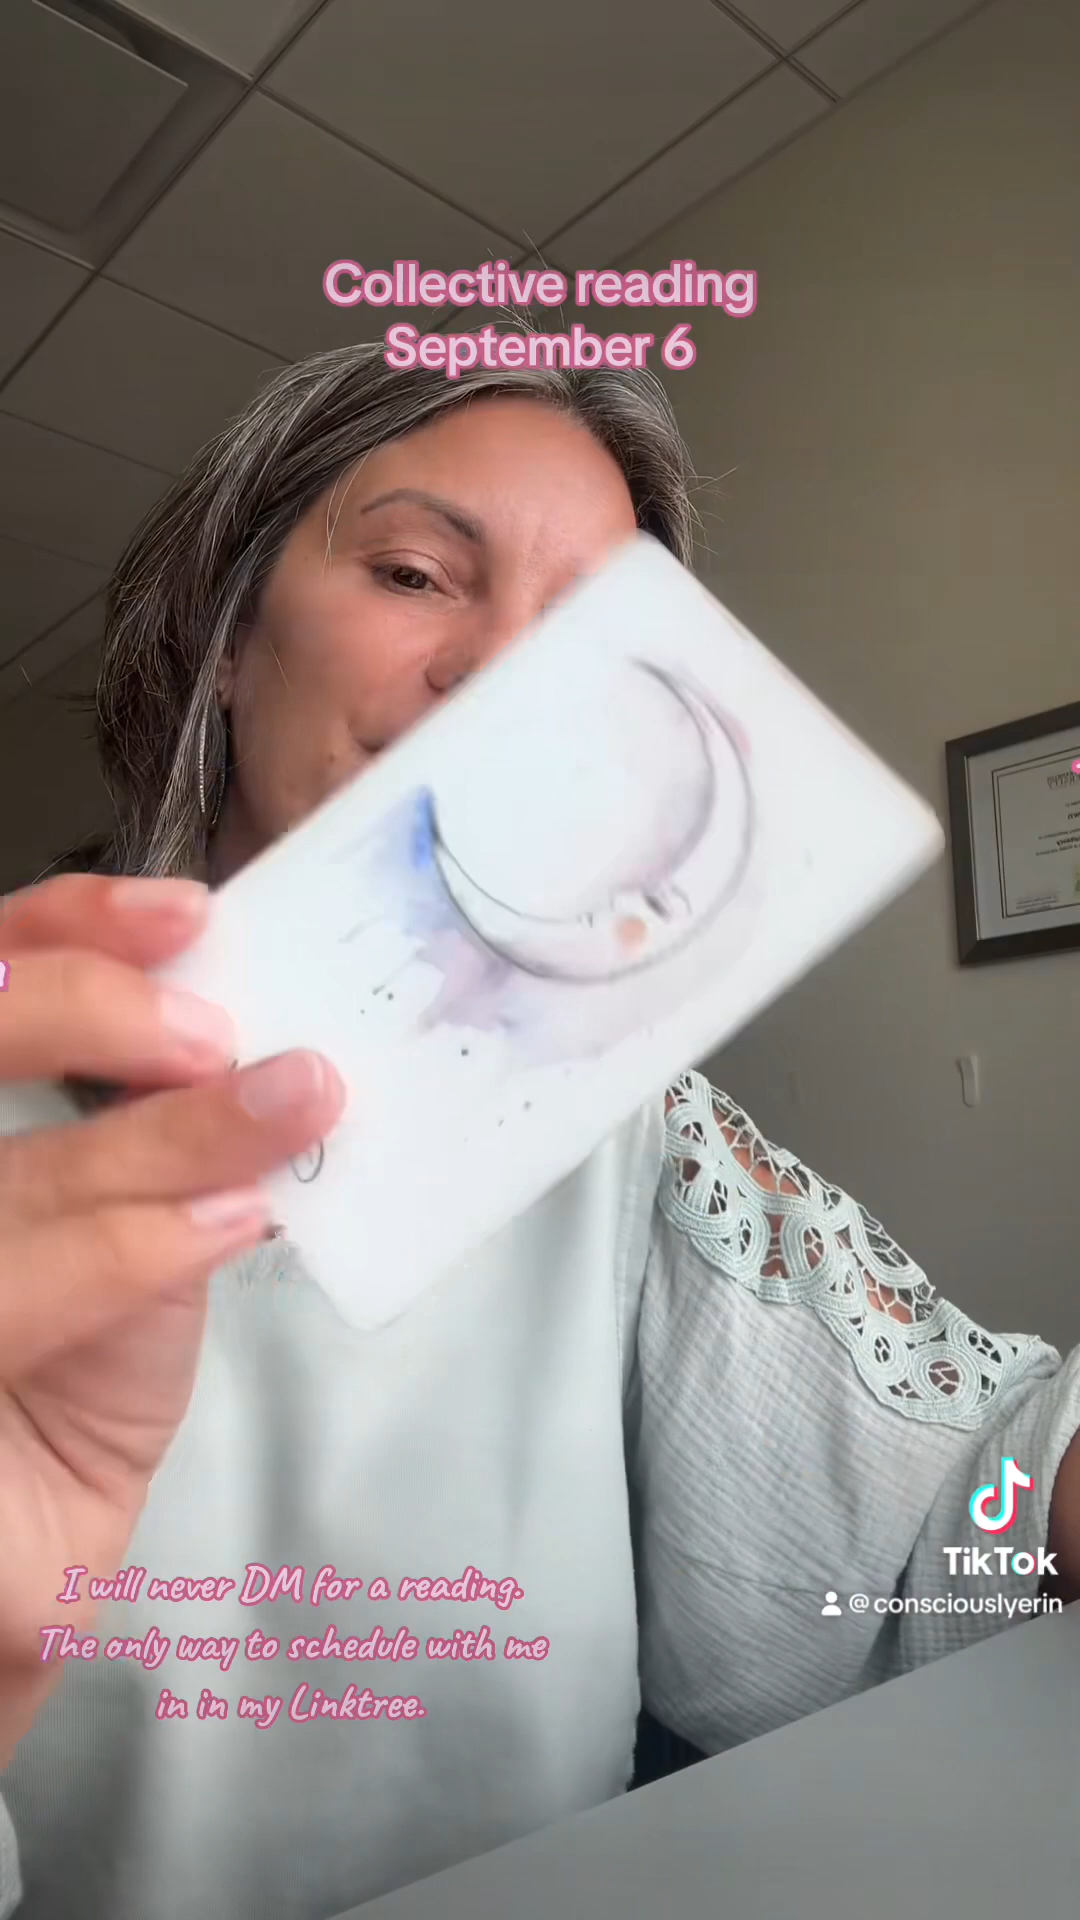 Collective reading
September 6
TikTok
@consciouslyerin
I will never DM for a reading.
The only way to schedule with me
in in my Linktree.